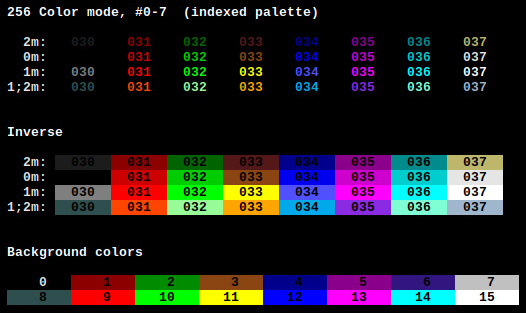 256 Color mode, #0-7  (indexed palette)
2m: 030 031 032 033 034 035 036 037
0m: 031 032 033 034 035 036 037
1m: 030 031 032 033 034 035 036 037
1;2m: 030 031 032 033 034 035 036 037
Inverse
2m: 030 031 032 033 034 035 036 037
0m: 031 032 033 034 035 036 037
1m: 030 031 032 033 034 035 036 037
1;2m: 030 031 032 033 034 035 036 037
Background colors
0 1 2 3 4 5 6 7
8 9 10 11 12 13 14 15